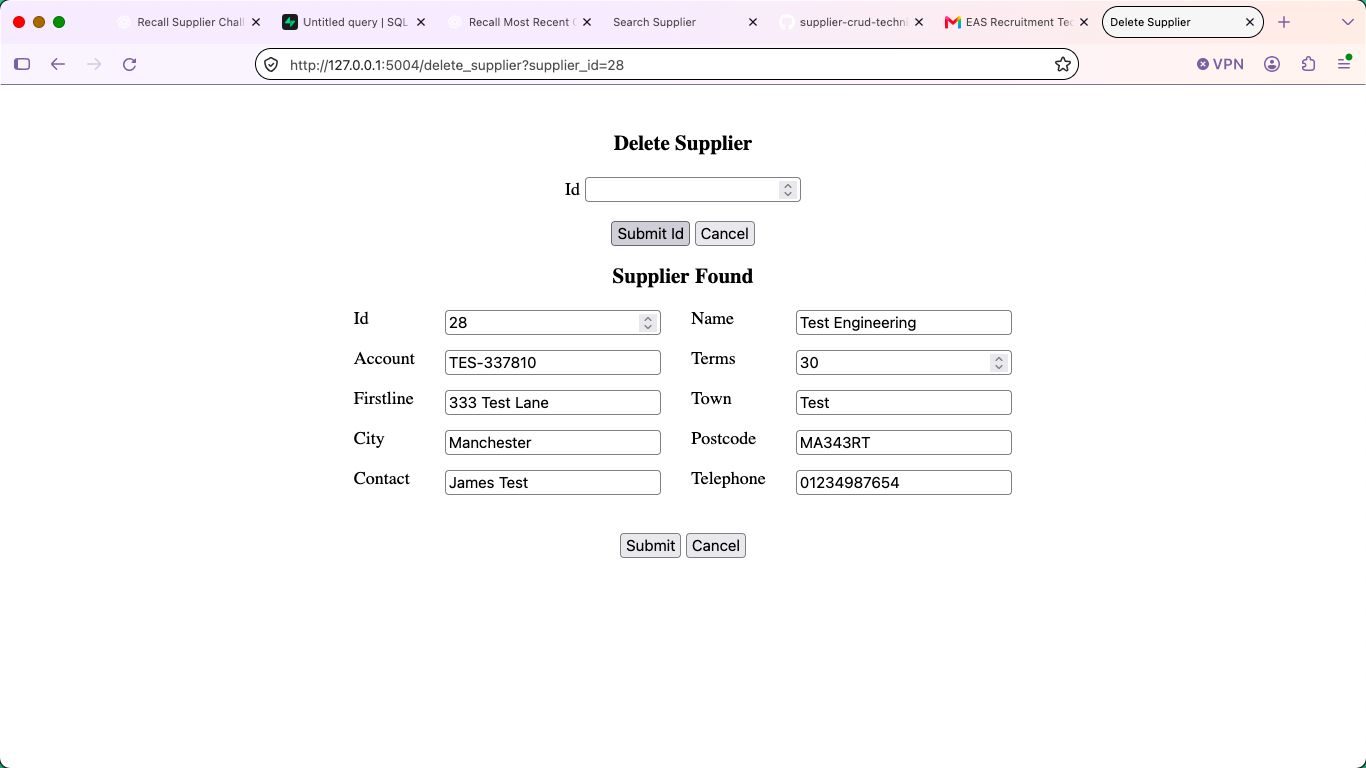 Recall Supplier Chall
Untitled query | SQL
Recall Most Recent
Search Supplier
supplier-crud-techni
EAS Recruitment Tec
Delete Supplier
http://127.0.0.1:5004/delete_supplier?supplier_id=28
VPN
Delete Supplier
Id
Submit Id Cancel
Supplier Found
Id 28 Name Test Engineering
Account TES-337810 Terms 30
Firstline 333 Test Lane Town Test
City Manchester Postcode MA343RT
Contact James Test Telephone 01234987654
Submit Cancel